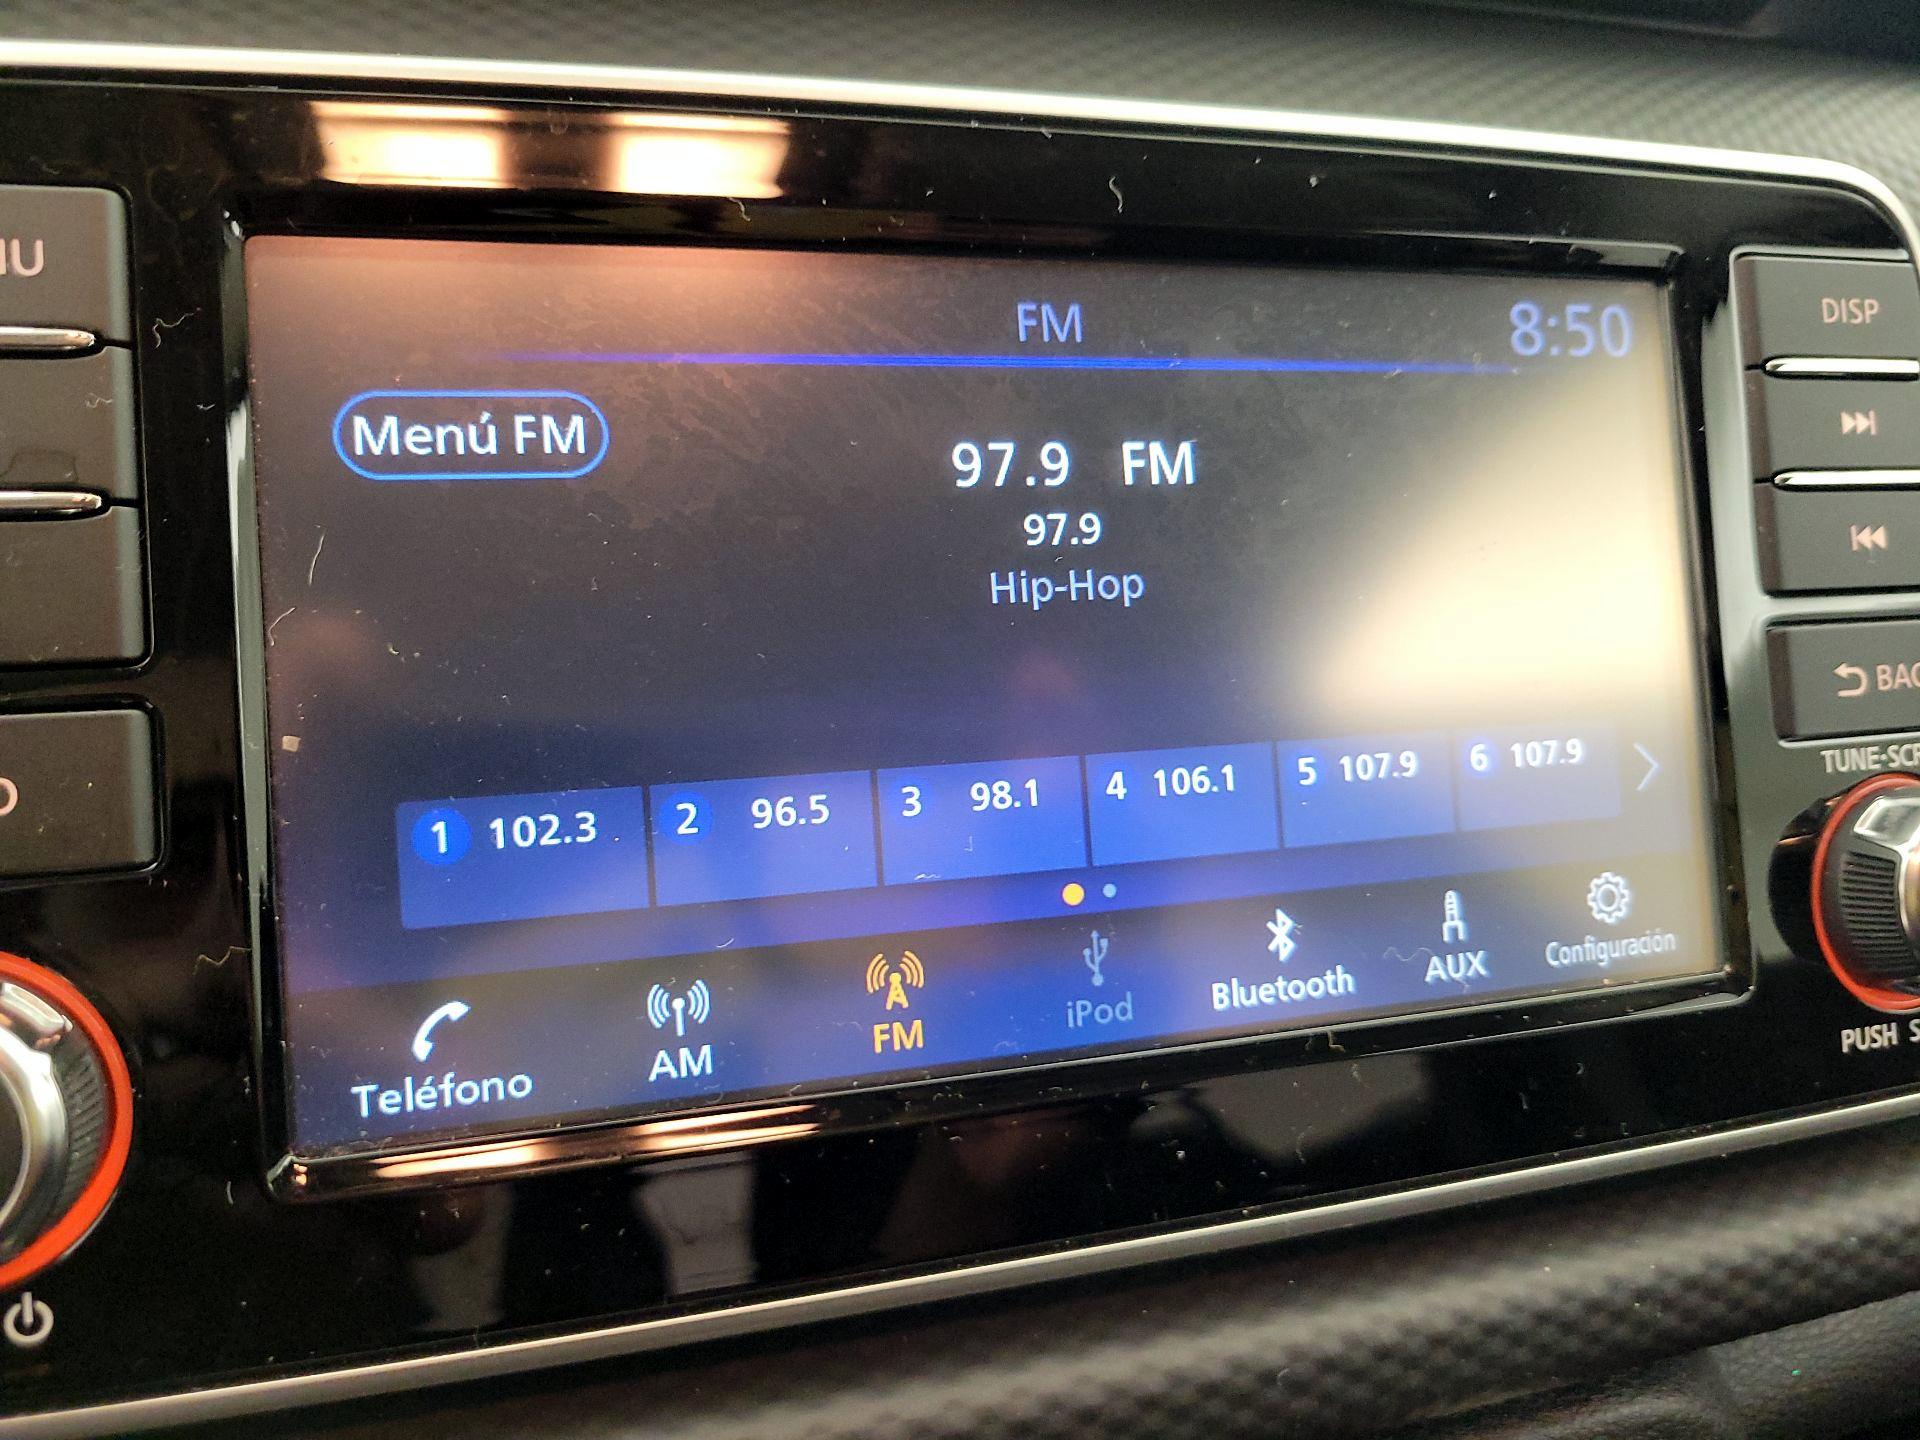 FM
8:50
Menú FM
97.9 FM
97.9
Hip-Hop
1 102.3
2 96.5
3 98.1
4 106.1
5 107.9
6 107.9
Teléfono
AM
FM
iPod
Bluetooth
AUX
Configuración
DISP
TUNE·SCR
PUSH S